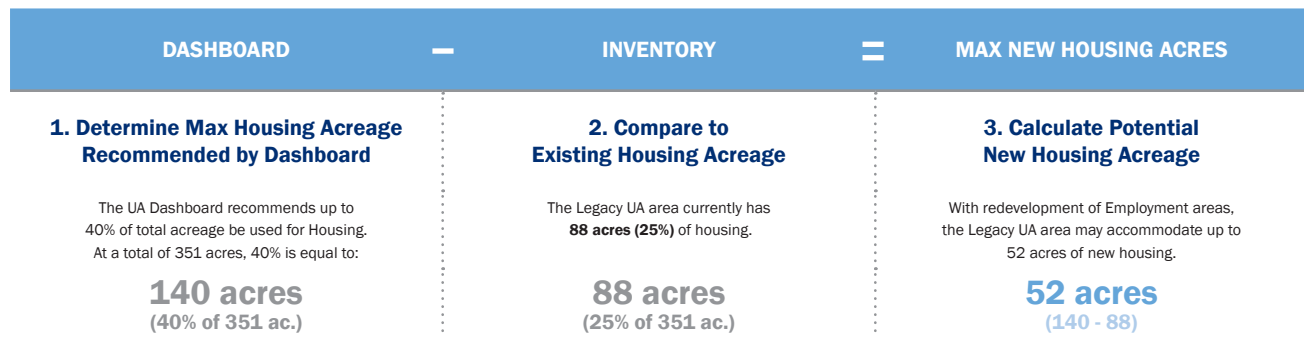 DASHBOARD – INVENTORY = MAX NEW HOUSING ACRES
1. Determine Max Housing Acreage
Recommended by Dashboard
The UA Dashboard recommends up to
40% of total acreage be used for Housing.
At a total of 351 acres, 40% is equal to:
140 acres
(40% of 351 ac.)
2. Compare to
Existing Housing Acreage
The Legacy UA area currently has
88 acres (25%) of housing.
88 acres
(25% of 351 ac.)
3. Calculate Potential
New Housing Acreage
With redevelopment of Employment areas,
the Legacy UA area may accommodate up to
52 acres of new housing.
52 acres
(140 - 88)